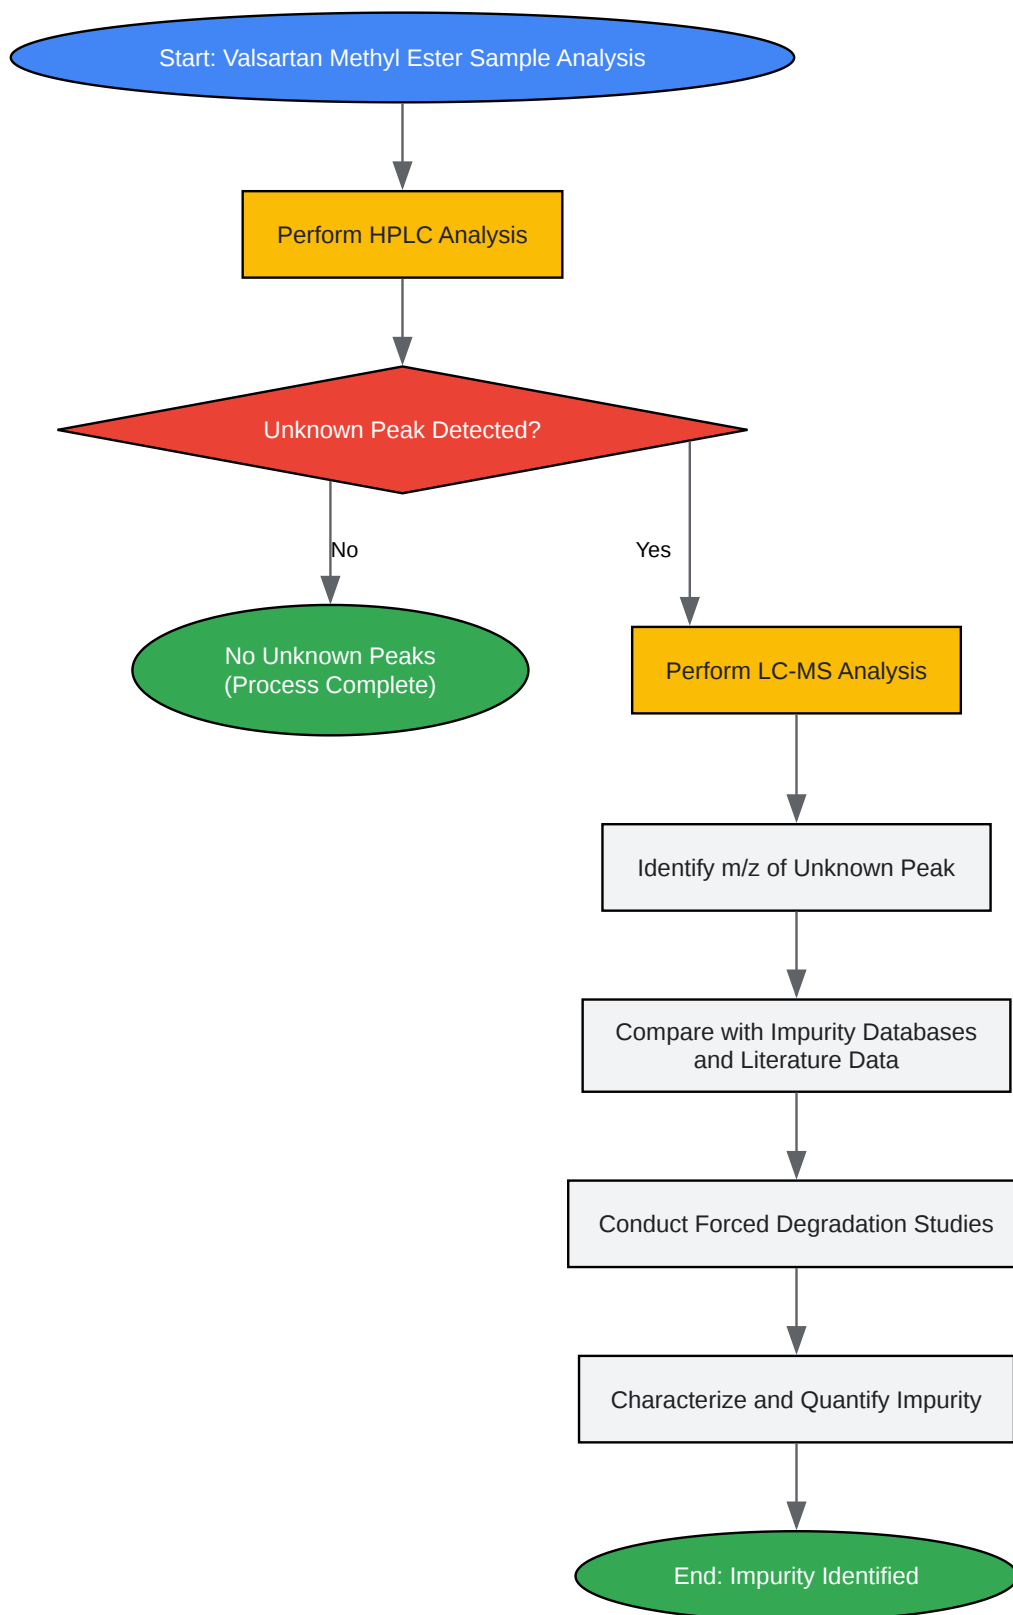 Start: Valsartan Methyl Ester Sample Analysis
Perform HPLC Analysis
Unknown Peak Detected?
No
Yes
No Unknown Peaks
(Process Complete)
Perform LC-MS Analysis
Identify m/z of Unknown Peak
Compare with Impurity Databases
and Literature Data
Conduct Forced Degradation Studies
Characterize and Quantify Impurity
End: Impurity Identified